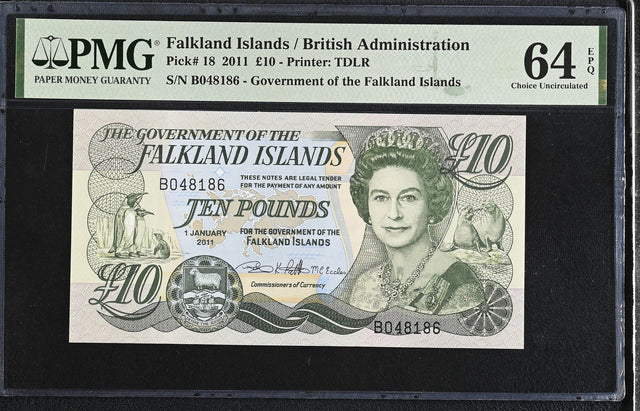 PMG
PAPER MONEY GUARANTY
Falkland Islands / British Administration
Pick# 18 2011 £10 - Printer: TDLR
S/N B048186 - Government of the Falkland Islands
64 EPQ
Choice Uncirculated
THE GOVERNMENT OF THE
FALKLAND ISLANDS
£10
B048186
THESE NOTES ARE LEGAL TENDER
FOR THE PAYMENT OF ANY AMOUNT
TEN POUNDS
1 JANUARY
2011
FOR THE GOVERNMENT OF THE
FALKLAND ISLANDS
£10
Commissioners of Currency
B048186